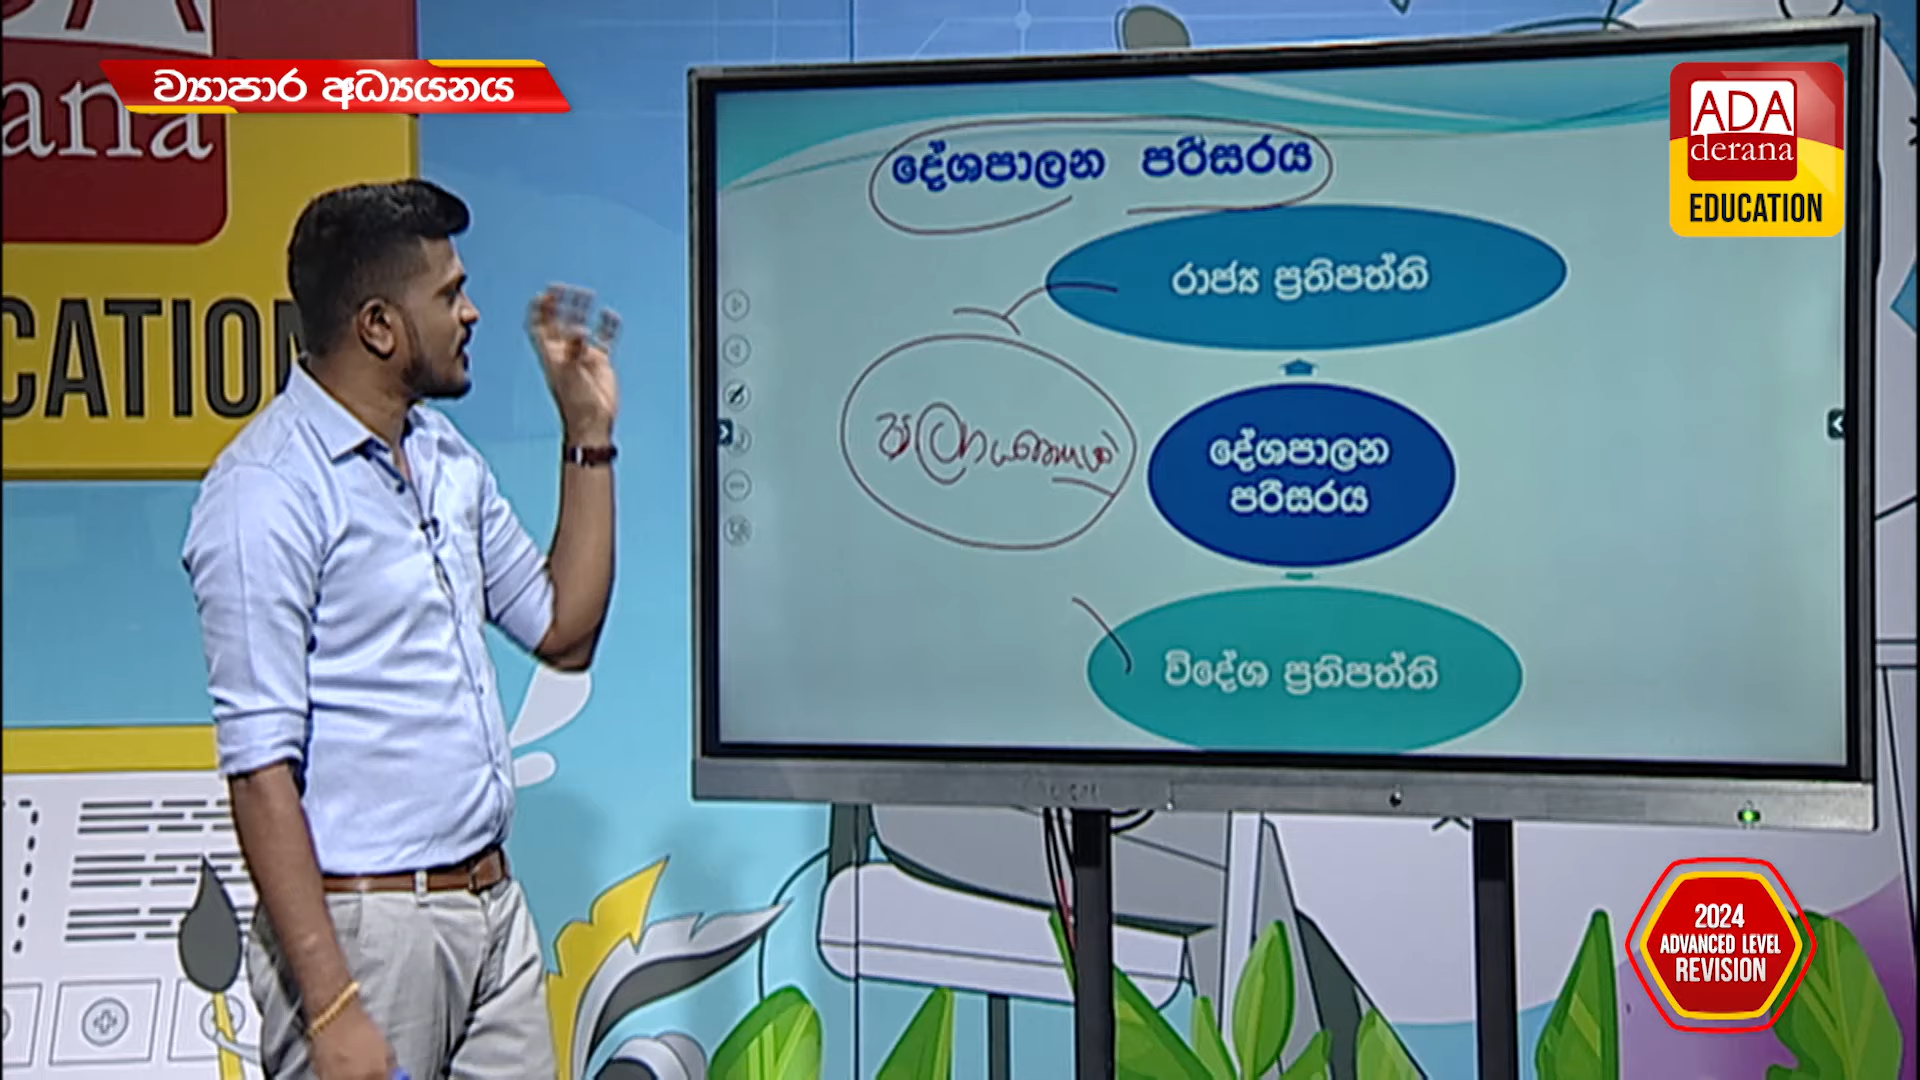 ව්‍යාපාර අධ්‍යයනය
ana
CATION
දේශපාලන පරිසරය
රාජ්‍ය ප්‍රතිපත්ති
දේශපාලන
පරිසරය
විදේශ ප්‍රතිපත්ති
ADA
derana
EDUCATION
2024
ADVANCED LEVEL
REVISION